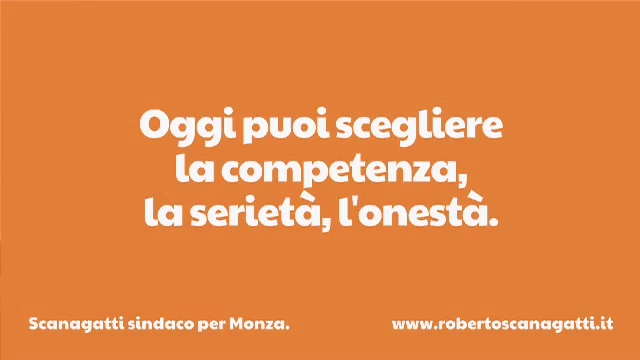 Oggi puoi scegliere
la competenza,
la serietà, l'onestà.
Scanagatti sindaco per Monza.
www.robertoscanagatti.it